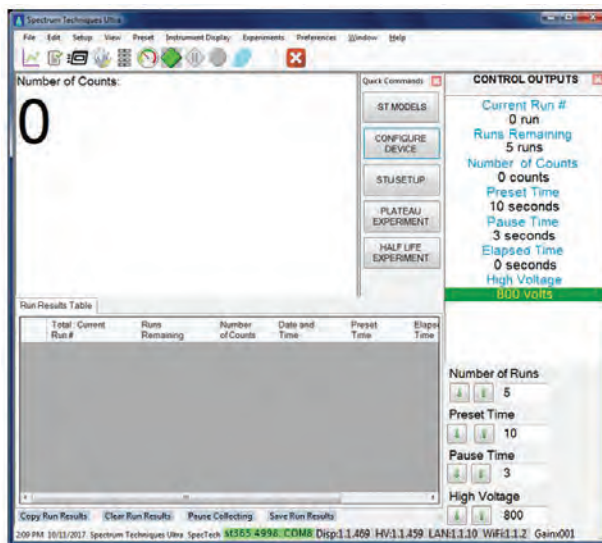 Spectrum Techniques Ultra
File Edit Setup View Preset Instrument Display Experiments Preferences Window Help
Number of Counts:
0
Quick Commands
ST MODELS
CONFIGURE
DEVICE
STU SETUP
PLATEAU
EXPERIMENT
HALF LIFE
EXPERIMENT
CONTROL OUTPUTS
Current Run #
0 run
Runs Remaining
5 runs
Number of Counts
0 counts
Preset Time
10 seconds
Pause Time
3 seconds
Elapsed Time
0 seconds
High Voltage
800 volts
Run Results Table
Total: Current Runs Number Date and Preset Elaps
Run # Remaining of Counts Time Time Time
Number of Runs
5
Preset Time
10
Pause Time
3
High Voltage
800
Copy Run Results Clear Run Results Pause Collecting Save Run Results
2:09 PM 10/11/2017 Spectrum Techniques Ultra SpecTech st365 4998 COM8 Disp:1.1.469 HV:1.1.459 LAN:1.1.10 WiFi:1.1.2 Gainx001